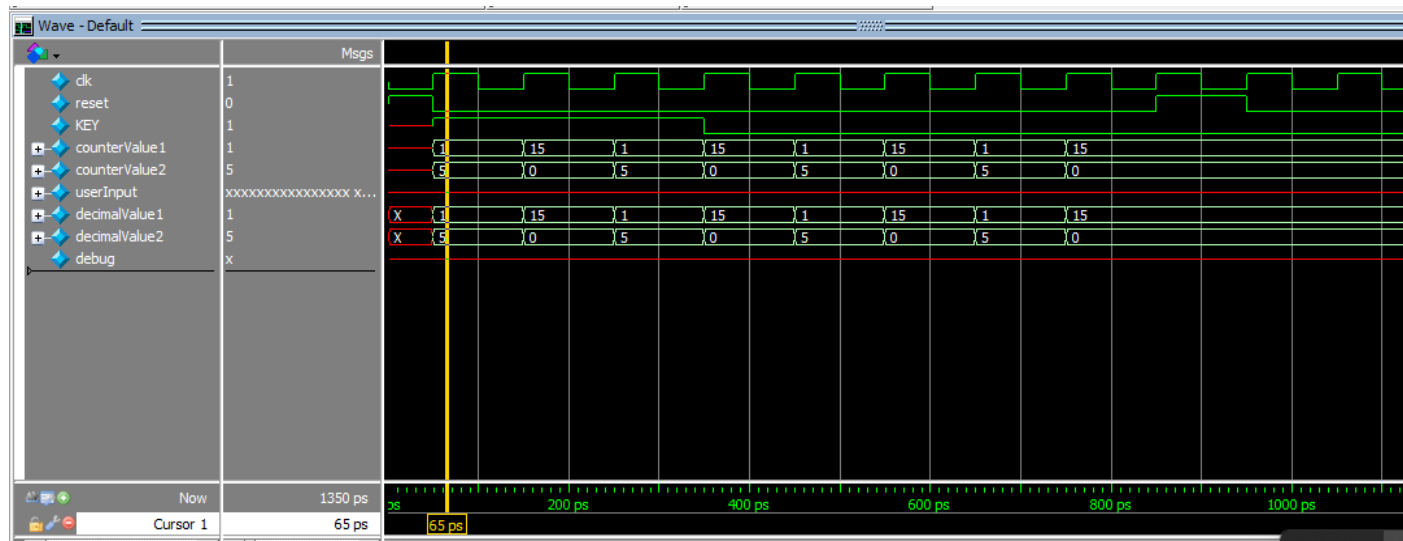 Wave - Default
Msgs
clk 1
reset 0
KEY 1
counterValue1 1 1 15 1 15 1 15 1 15
counterValue2 5 5 0 5 0 5 0 5 0
userInput xxxxxxxxxxxxxxxx x...
decimalValue1 1 X 1 15 1 15 1 15 1 15
decimalValue2 5 X 5 0 5 0 5 0 5 0
debug x
Now 1350 ps ps 200 ps 400 ps 600 ps 800 ps 1000 ps
Cursor 1 65 ps 65 ps